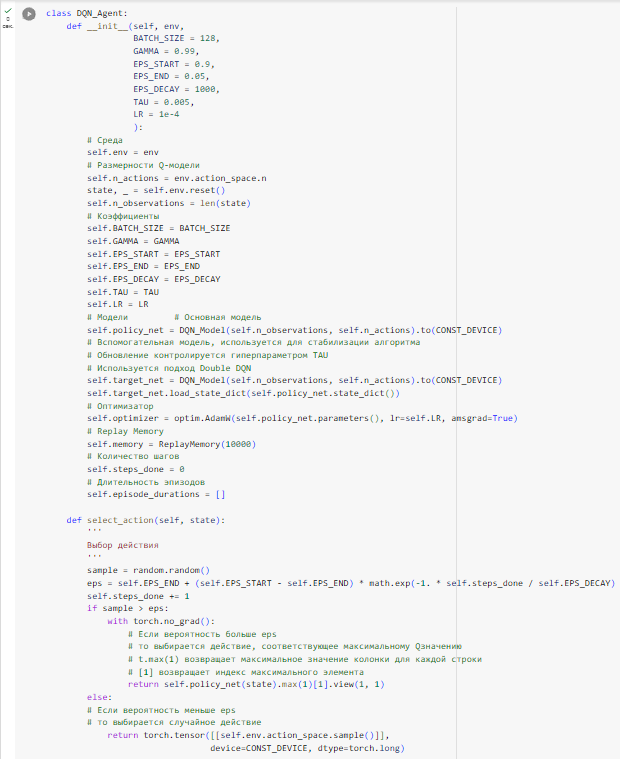 class DQN_Agent:
    def __init__(self, env,
                 BATCH_SIZE = 128,
                 GAMMA = 0.99,
                 EPS_START = 0.9,
                 EPS_END = 0.05,
                 EPS_DECAY = 1000,
                 TAU = 0.005,
                 LR = 1e-4
                 ):
        # Среда
        self.env = env
        # Размерности Q-модели
        self.n_actions = env.action_space.n
        state, _ = self.env.reset()
        self.n_observations = len(state)
        # Коэффициенты
        self.BATCH_SIZE = BATCH_SIZE
        self.GAMMA = GAMMA
        self.EPS_START = EPS_START
        self.EPS_END = EPS_END
        self.EPS_DECAY = EPS_DECAY
        self.TAU = TAU
        self.LR = LR
        # Модели         # Основная модель
        self.policy_net = DQN_Model(self.n_observations, self.n_actions).to(CONST_DEVICE)
        # Вспомогательная модель, используется для стабилизации алгоритма
        # Обновление контролируется гиперпараметром TAU
        # Используется подход Double DQN
        self.target_net = DQN_Model(self.n_observations, self.n_actions).to(CONST_DEVICE)
        self.target_net.load_state_dict(self.policy_net.state_dict())
        # Оптимизатор
        self.optimizer = optim.AdamW(self.policy_net.parameters(), lr=self.LR, amsgrad=True)
        # Replay Memory
        self.memory = ReplayMemory(10000)
        # Количество шагов
        self.steps_done = 0
        # Длительность эпизодов
        self.episode_durations = []

    def select_action(self, state):
        '''
        Выбор действия
        '''
        sample = random.random()
        eps = self.EPS_END + (self.EPS_START - self.EPS_END) * math.exp(-1. * self.steps_done / self.EPS_DECAY)
        self.steps_done += 1
        if sample > eps:
            with torch.no_grad():
                # Если вероятность больше eps
                # то выбирается действие, соответствующее максимальному Qзначению
                # t.max(1) возвращает максимальное значение колонки для каждой строки
                # [1] возвращает индекс максимального элемента
                return self.policy_net(state).max(1)[1].view(1, 1)
        else:
        # Если вероятность меньше eps
        # то выбирается случайное действие
            return torch.tensor([[self.env.action_space.sample()]],
                                device=CONST_DEVICE, dtype=torch.long)
0
сек.